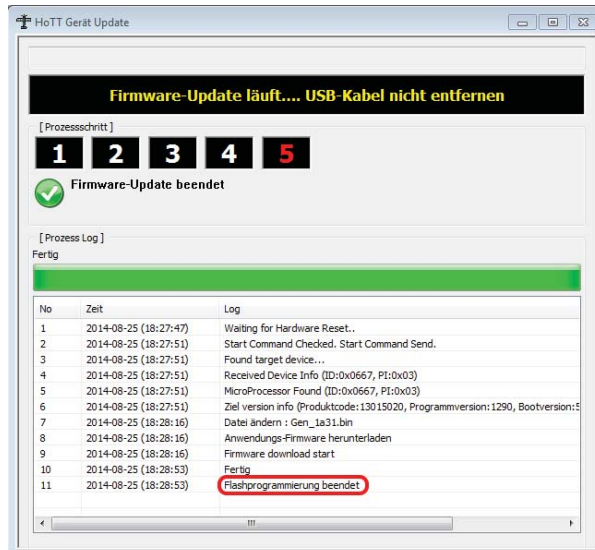 HoTT Gerät Update
Firmware-Update läuft.... USB-Kabel nicht entfernen
[ Prozessschritt ]
1 2 3 4 5
Firmware-Update beendet
[ Prozess Log ]
Fertig
No Zeit Log
1 2014-08-25 (18:27:47) Waiting for Hardware Reset..
2 2014-08-25 (18:27:51) Start Command Checked. Start Command Send.
3 2014-08-25 (18:27:51) Found target device...
4 2014-08-25 (18:27:51) Received Device Info (ID:0x0667, PI:0x03)
5 2014-08-25 (18:27:51) MicroProcessor Found (ID:0x0667, PI:0x03)
6 2014-08-25 (18:27:51) Ziel version info (Produktcode:13015020, Programmversion:1290, Bootversion:5
7 2014-08-25 (18:28:16) Datei ändern : Gen_1a31.bin
8 2014-08-25 (18:28:16) Anwendungs-Firmware herunterladen
9 2014-08-25 (18:28:16) Firmware download start
10 2014-08-25 (18:28:53) Fertig
11 2014-08-25 (18:28:53) Flashprogrammierung beendet